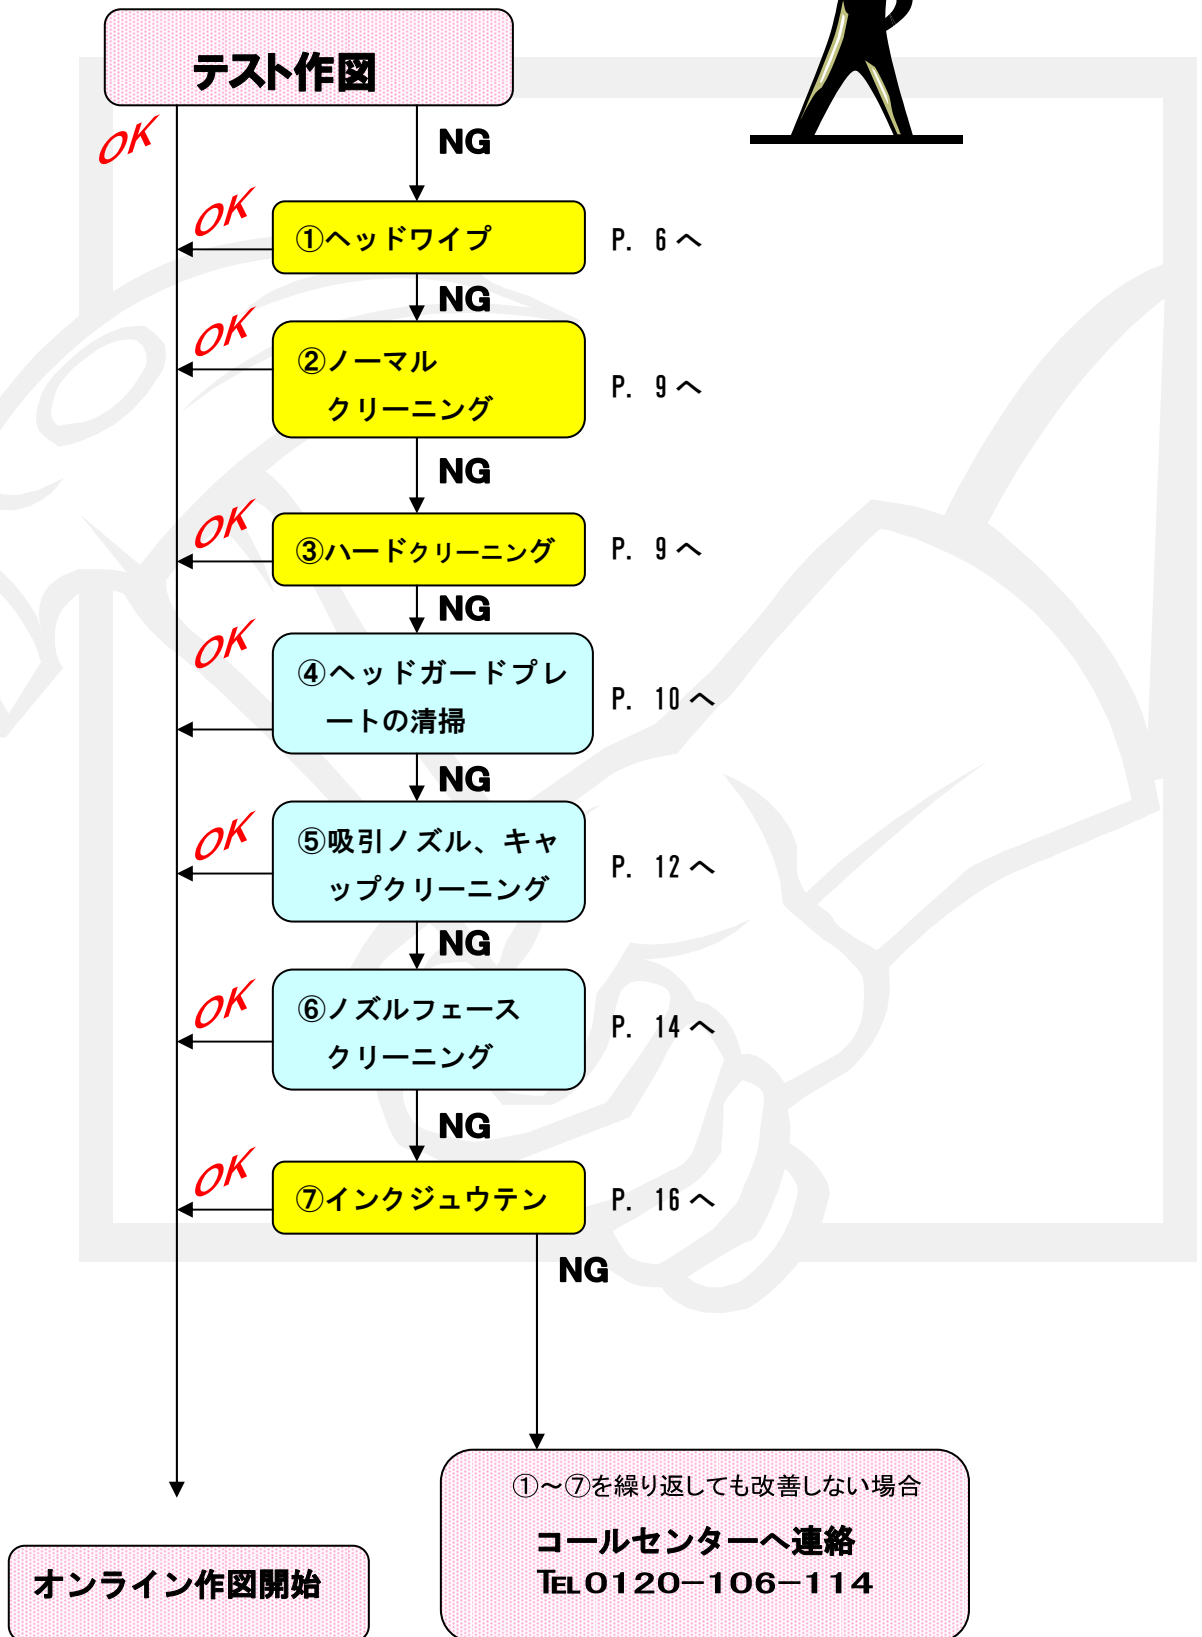 テスト作図
OK
NG
OK
①ヘッドワイプ
P. 6へ
NG
OK
②ノーマル
クリーニング
P. 9へ
NG
OK
③ハードクリーニング
P. 9へ
NG
OK
④ヘッドガードプレ
ートの清掃
P. 10へ
NG
OK
⑤吸引ノズル、キャ
ップクリーニング
P. 12へ
NG
OK
⑥ノズルフェース
クリーニング
P. 14へ
NG
OK
⑦インクジュウテン
P. 16へ
NG
①～⑦を繰り返しても改善しない場合
コールセンターへ連絡
TEL0120-106-114
オンライン作図開始